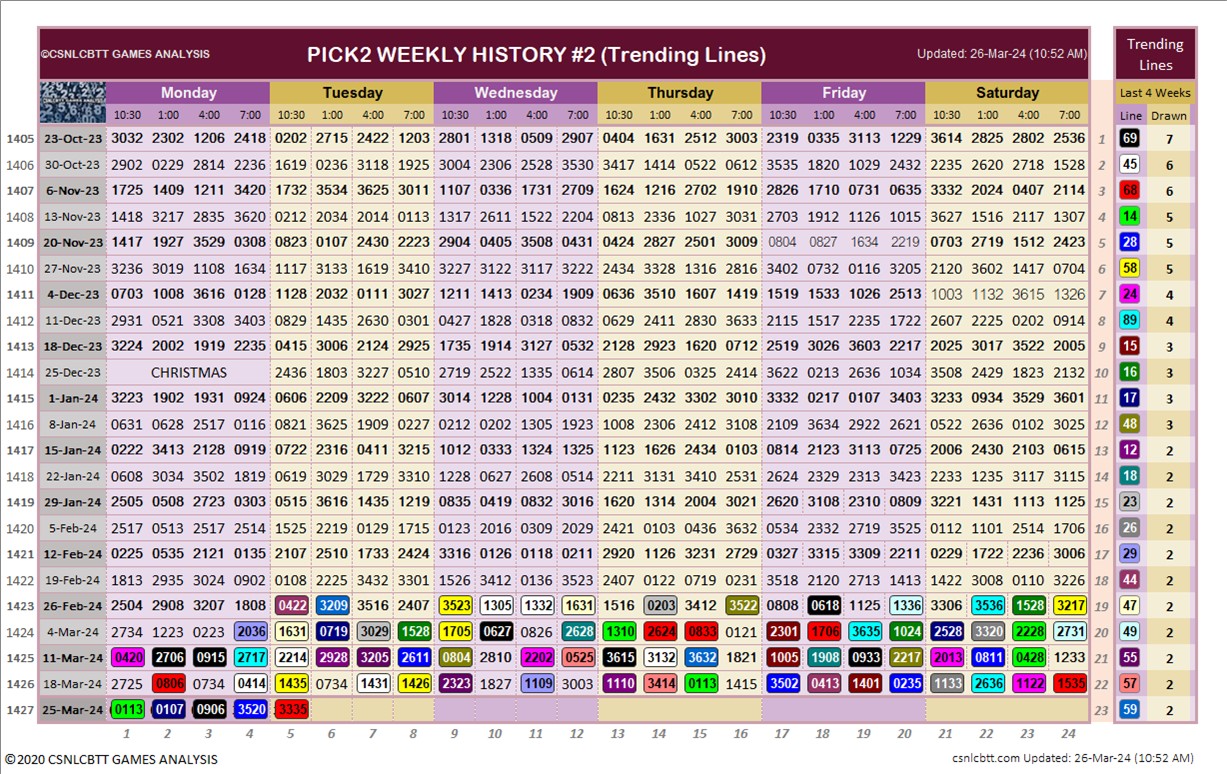 ©CSNLCBTT GAMES ANALYSIS PICK2 WEEKLY HISTORY #2 (Trending Lines) Updated: 26-Mar-24 (10:52 AM) Trending Lines
Monday Tuesday Wednesday Thursday Friday Saturday Last 4 Weeks
10:30 1:00 4:00 7:00 10:30 1:00 4:00 7:00 10:30 1:00 4:00 7:00 10:30 1:00 4:00 7:00 10:30 1:00 4:00 7:00 10:30 1:00 4:00 7:00 Line Drawn
1405 23-Oct-23 3032 2302 1206 2418 0202 2715 2422 1203 2801 1318 0509 2907 0404 1631 2512 3003 2319 0335 3113 1229 3614 2825 2802 2536 1 69 7
1406 30-Oct-23 2902 0229 2814 2236 1619 0236 3118 1925 3004 2306 2528 3530 3417 1414 0522 0612 3535 1820 1029 2432 2235 2620 2718 1528 2 45 6
1407 6-Nov-23 1725 1409 1211 3420 1732 3534 3625 3011 1107 0336 1731 2709 1624 1216 2702 1910 2826 1710 0731 0635 3332 2024 0407 2114 3 68 6
1408 13-Nov-23 1418 3217 2835 3620 0212 2034 2014 0113 1317 2611 1522 2204 0813 2336 1027 3031 2703 1912 1126 1015 3627 1516 2117 1307 4 14 5
1409 20-Nov-23 1417 1927 3529 0308 0823 0107 2430 2223 2904 0405 3508 0431 0424 2827 2501 3009 0804 0827 1634 2219 0703 2719 1512 2423 5 28 5
1410 27-Nov-23 3236 3019 1108 1634 1117 3133 1619 3410 3227 3122 3117 3222 2434 3328 1316 2816 3402 0732 0116 3205 2120 3602 1417 0704 6 58 5
1411 4-Dec-23 0703 1008 3616 0128 1128 2032 0111 3027 1211 1413 0234 1909 0636 3510 0907 1419 1519 1533 1026 2513 1003 1132 3615 1326 7 24 4
1412 11-Dec-23 2931 0521 3308 3403 0829 1435 2630 0301 0427 1828 0318 0832 0629 2411 2830 3633 2115 1517 2235 1722 2607 2225 0202 0914 8 89 4
1413 18-Dec-23 3224 2002 1919 2235 0415 3006 2124 2925 1735 1914 3127 0532 2128 2923 1620 0712 2519 3026 3603 2217 2025 3017 3522 2005 9 15 3
1414 25-Dec-23 CHRISTMAS 2436 1803 3227 0510 2719 2522 1335 0614 2807 3506 0325 2414 3622 0213 2636 1034 3508 2429 1823 2132 10 16 3
1415 1-Jan-24 3223 1902 1931 0924 0606 2209 3222 0607 3014 1228 1004 0131 0235 2432 3302 3010 3332 0217 0107 3403 3233 0934 3529 3601 11 17 3
1416 8-Jan-24 0631 0628 2517 0116 0821 3625 1909 0227 0212 0202 1305 1923 1008 2306 2412 3108 2109 3634 2922 2621 0522 2636 0102 3025 12 48 3
1417 15-Jan-24 0222 3413 2128 0919 0722 2316 0411 3219 1012 0333 1324 1325 1123 1626 2434 0103 0814 2123 3113 0725 2006 2430 2103 0615 13 12 2
1418 22-Jan-24 0608 3034 3502 1819 0619 3029 1729 3311 1228 0627 2608 0514 2211 3131 3410 2531 2624 2329 2313 3423 2233 1235 3117 3115 14 18 2
1419 29-Jan-24 2505 0508 2723 0303 0515 3616 1435 1219 0835 0419 0832 3016 1620 1314 2004 3021 2620 3108 2310 0809 3221 1431 1113 1125 15 23 2
1420 5-Feb-24 2517 0513 2517 2514 1525 2219 0129 1715 0123 2016 0309 2029 2421 0103 0436 3632 0534 2332 2719 3525 0112 1101 2514 1706 16 26 2
1421 12-Feb-24 0225 0535 2121 0135 2107 2510 1733 2424 3316 0126 0118 0211 2920 1126 3231 2729 0327 3315 3309 2211 0229 1722 2236 3006 17 29 2
1422 19-Feb-24 1813 2935 3024 0902 0108 2225 3432 3301 1526 3412 0136 3523 2407 0122 0719 0231 3518 2120 2713 1413 1422 3008 0110 3226 18 44 2
1423 26-Feb-24 2504 2908 3207 1808 0422 3209 3516 2407 3523 1305 1332 1631 1516 0203 3412 3522 0808 0618 1125 1336 3306 3536 1528 3217 19 47 2
1424 4-Mar-24 2734 1223 0223 2036 1631 0719 3029 1528 1705 0627 0826 2628 1310 2624 0833 0121 2301 1706 3635 1024 2528 3320 2228 2731 20 49 2
1425 11-Mar-24 0420 2706 0915 2717 2214 2928 3205 2611 0804 2810 2202 0525 3615 3132 3632 1821 1005 1908 0933 2217 2013 0811 0428 1233 21 55 2
1426 18-Mar-24 2725 0806 0734 0414 1435 0734 1431 1426 2323 1827 1109 3003 1110 3414 0113 1415 3502 0413 1401 0235 1133 2636 1122 1535 22 57 2
1427 25-Mar-24 0113 0107 0906 3520 3335 23 59 2
1 2 3 4 5 6 7 8 9 10 11 12 13 14 15 16 17 18 19 20 21 22 23 24
©2020 CSNLCBTT GAMES ANALYSIS csnlcbtt.com Updated: 26-Mar-24 (10:52 AM)